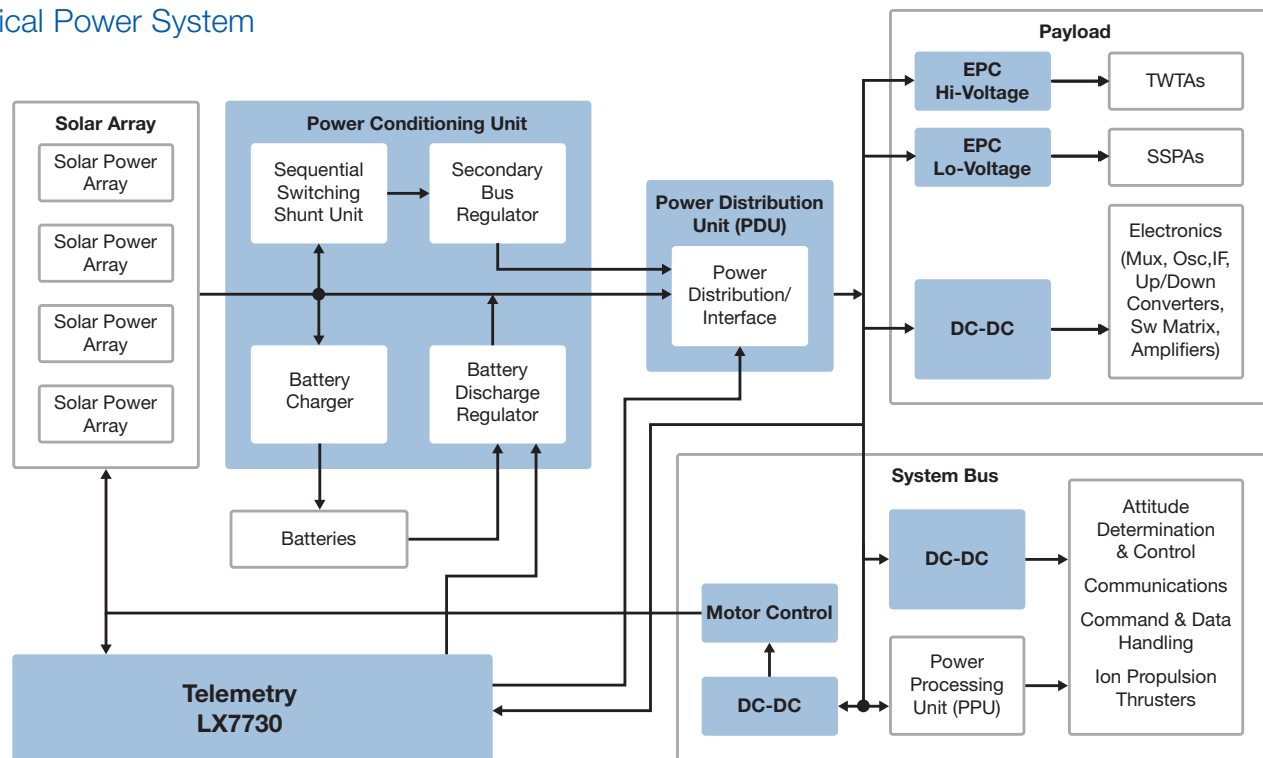 ical Power System
Solar Array
Solar Power
Array
Solar Power
Array
Solar Power
Array
Solar Power
Array
Power Conditioning Unit
Sequential
Switching
Shunt Unit
Secondary
Bus
Regulator
Battery
Charger
Battery
Discharge
Regulator
Batteries
Power Distribution
Unit (PDU)
Power
Distribution/
Interface
Payload
EPC
Hi-Voltage
TWTAs
EPC
Lo-Voltage
SSPAs
DC-DC
Electronics
(Mux, Osc,IF,
Up/Down
Converters,
Sw Matrix,
Amplifiers)
System Bus
DC-DC
Attitude
Determination
& Control
Communications
Command & Data
Handling
Ion Propulsion
Thrusters
Motor Control
DC-DC
Power
Processing
Unit (PPU)
Telemetry
LX7730